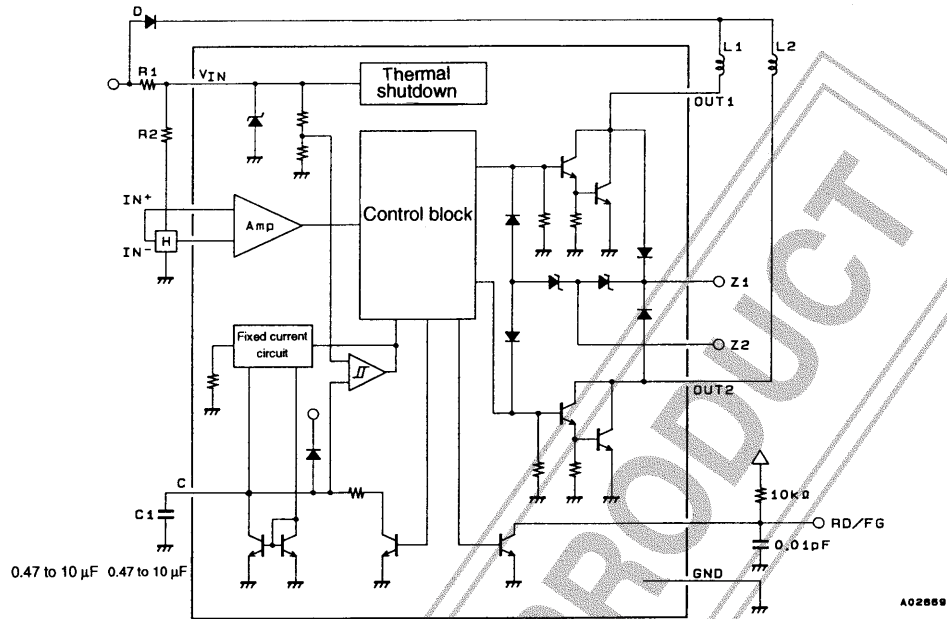 D
L1
L2
R1
VIN
Thermal
shutdown
OUT1
R2
IN+
IN-
H
Amp
Control block
Z1
Z2
Fixed current
circuit
OUT2
C
C1
10kΩ
RD/FG
0.01pF
0.47 to 10 µF 0.47 to 10 µF
GND
A02669
PRODUCT